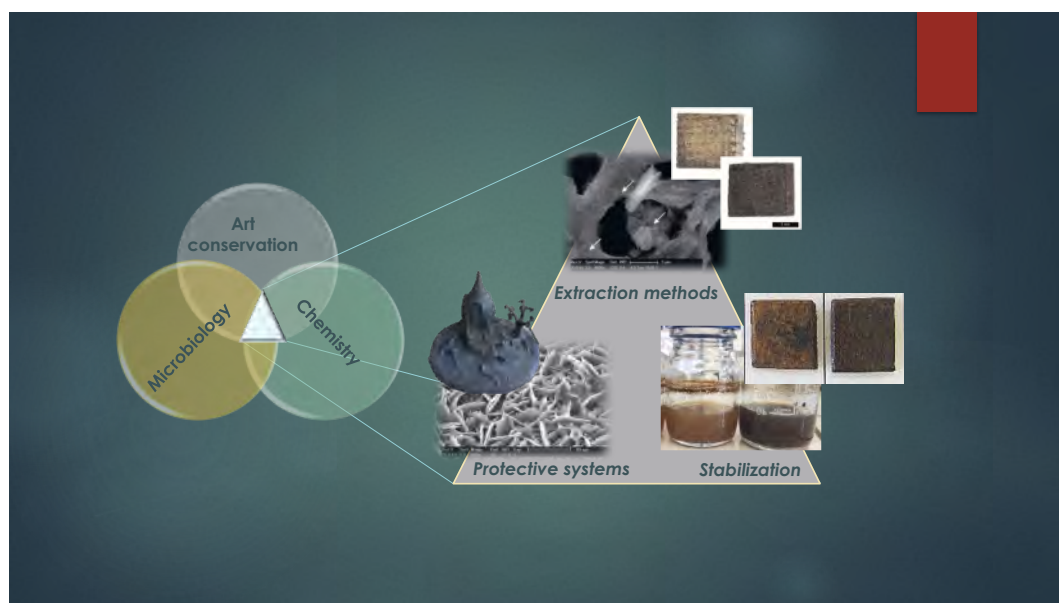 Art
conservation
Microbiology
Chemistry
Extraction methods
Protective systems
Stabilization